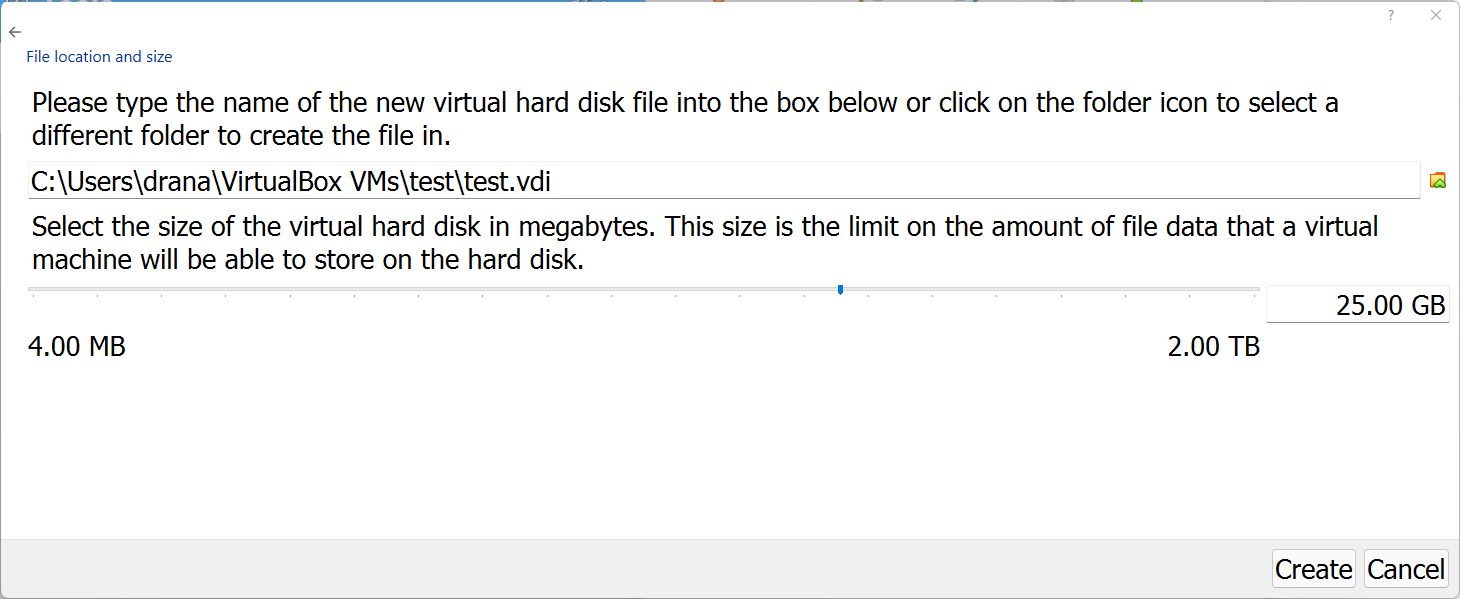 File location and size
Please type the name of the new virtual hard disk file into the box below or click on the folder icon to select a
different folder to create the file in.
C:\Users\drana\VirtualBox VMs\test\test.vdi
Select the size of the virtual hard disk in megabytes. This size is the limit on the amount of file data that a virtual
machine will be able to store on the hard disk.
25.00 GB
4.00 MB 2.00 TB
Create Cancel